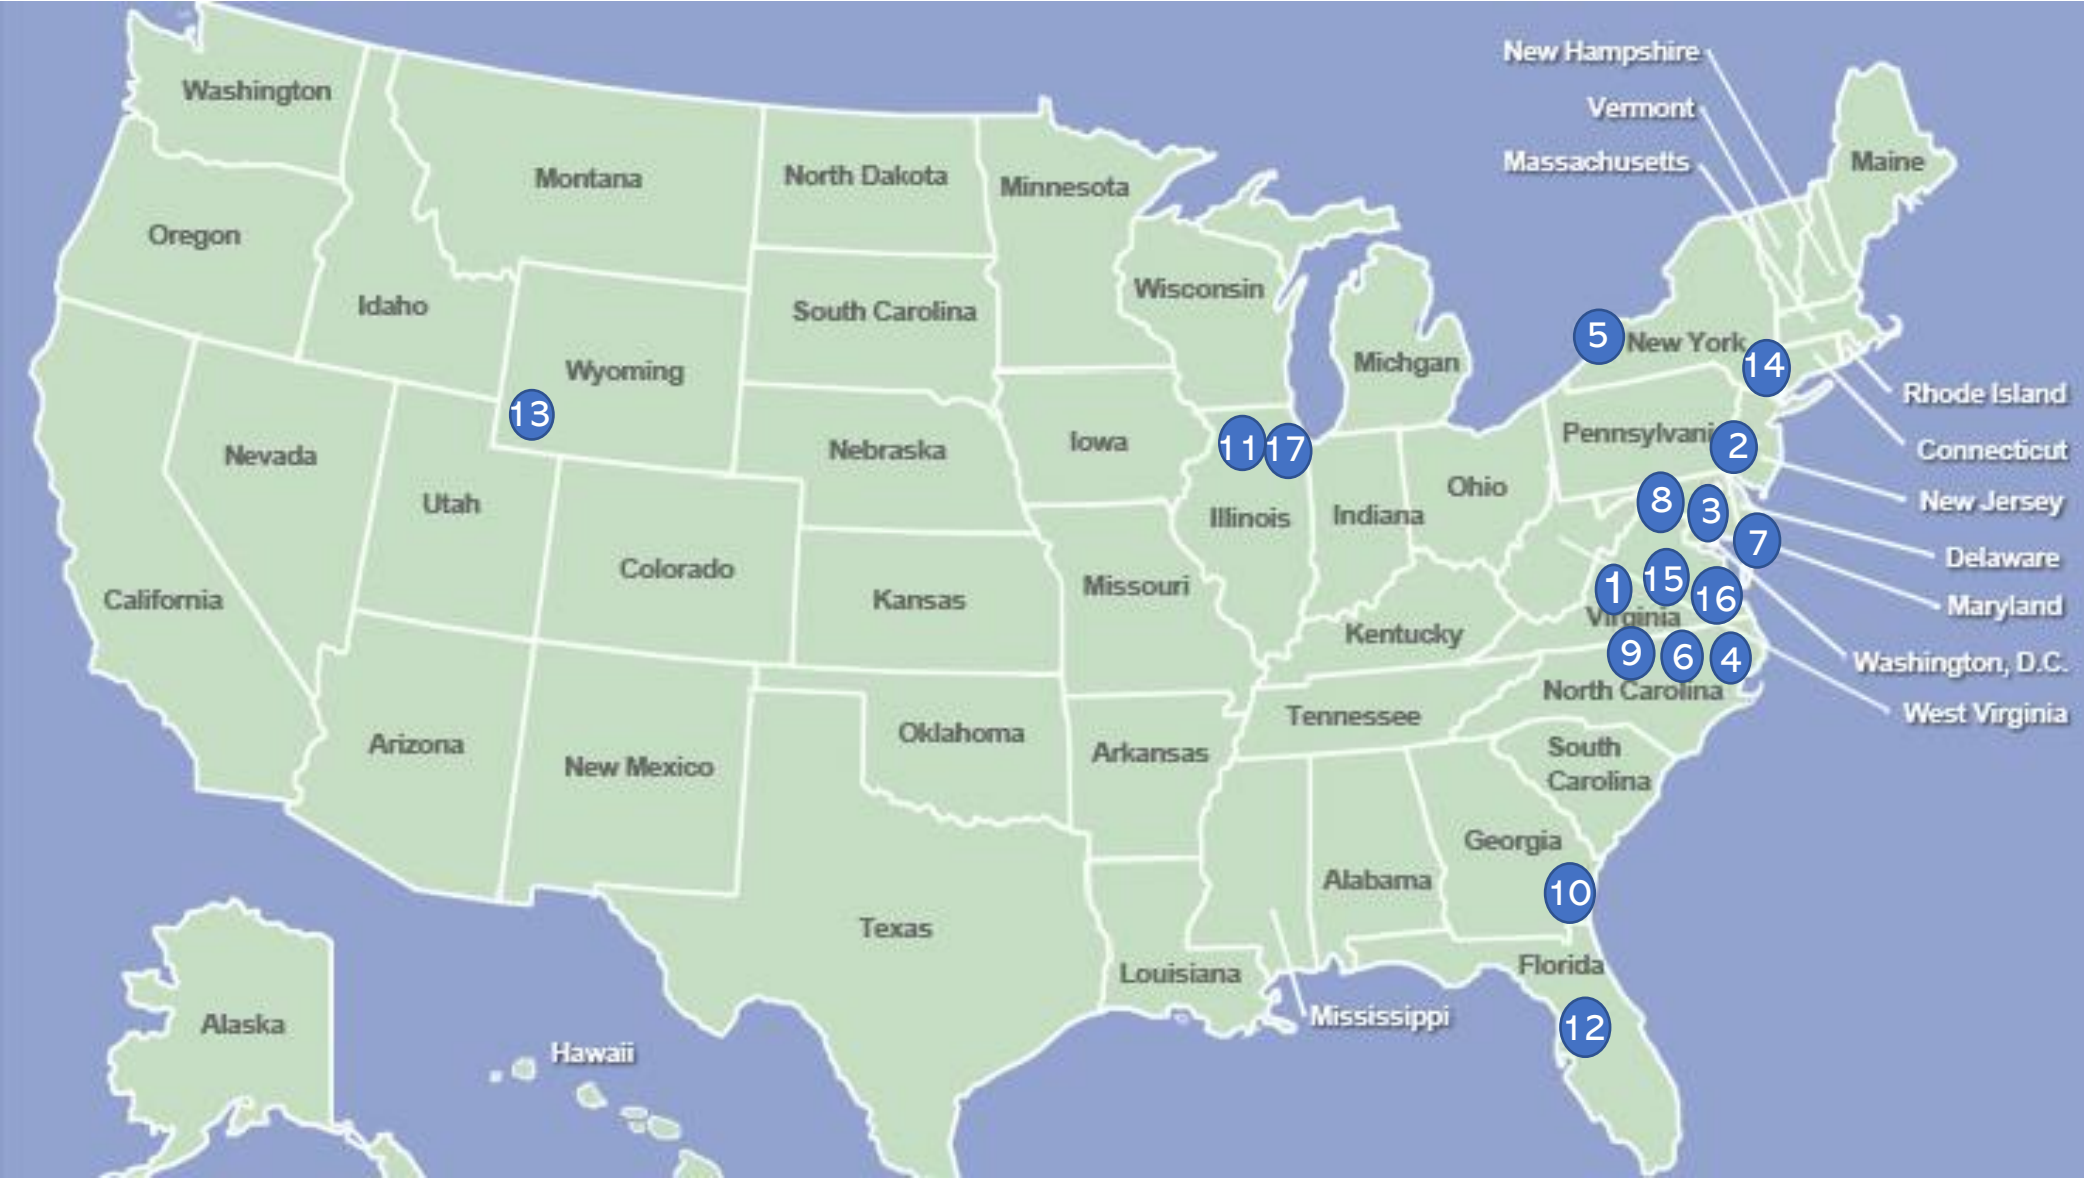 New Hampshire
Vermont
Massachusetts
Washington
Maine
Montana
North Dakota
Minnesota
Oregon
Idaho
South Carolina
Wisconsin
5
New York
14
Wyoming
Michgan
13
Rhode Island
Nevada
Nebraska
Iowa
11
17
Pennsylvani
2
Connecticut
Utah
Illinois
Indiana
Ohio
8
3
7
New Jersey
Delaware
California
Colorado
Kansas
Missouri
1
15
16
Virginia
Maryland
Kentucky
9
6
4
Washington, D.C.
North Carolina
West Virginia
Arizona
New Mexico
Oklahoma
Arkansas
Tennessee
South
Carolina
Georgia
Alabama
10
Texas
Louisiana
Florida
Mississippi
12
Alaska
Hawaii